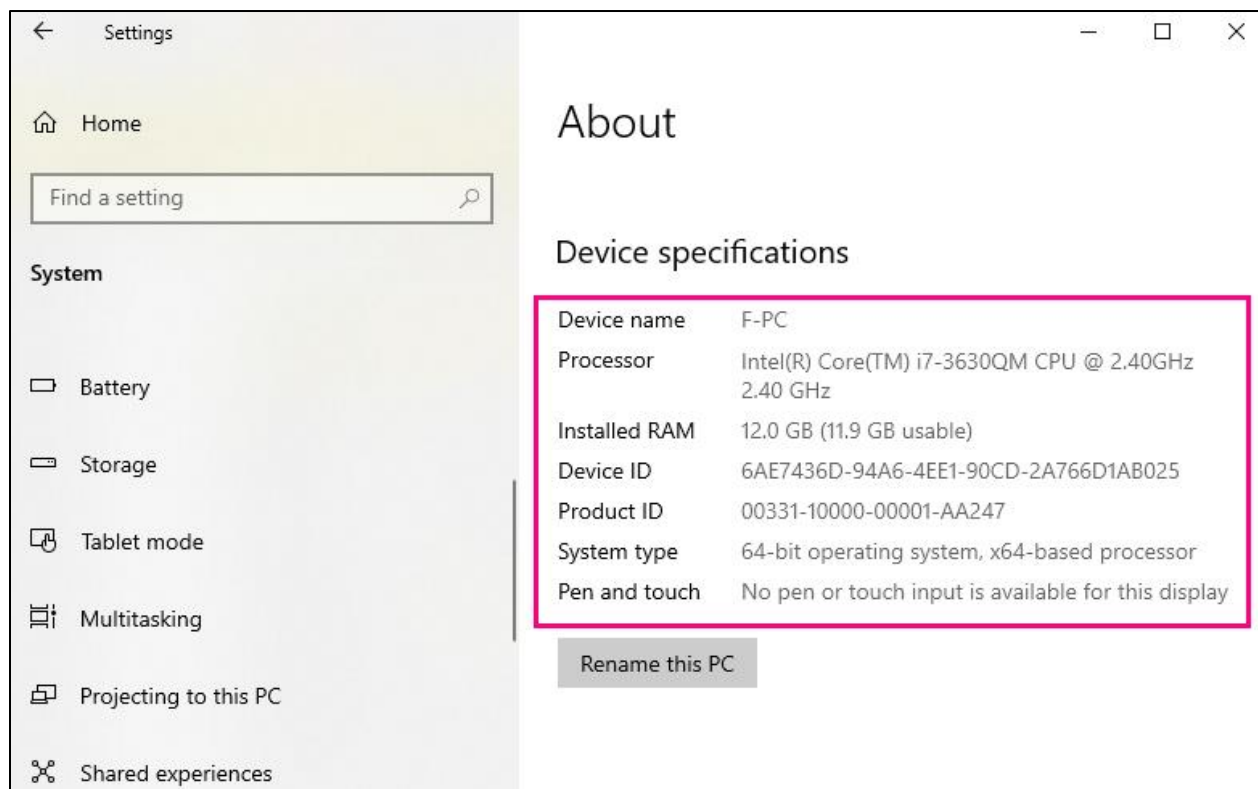 Settings
Home
Find a setting
System
Battery
Storage
Tablet mode
Multitasking
Projecting to this PC
Shared experiences
About
Device specifications
Device name F-PC
Processor Intel(R) Core(TM) i7-3630QM CPU @ 2.40GHz
2.40 GHz
Installed RAM 12.0 GB (11.9 GB usable)
Device ID 6AE7436D-94A6-4EE1-90CD-2A766D1AB025
Product ID 00331-10000-00001-AA247
System type 64-bit operating system, x64-based processor
Pen and touch No pen or touch input is available for this display
Rename this PC